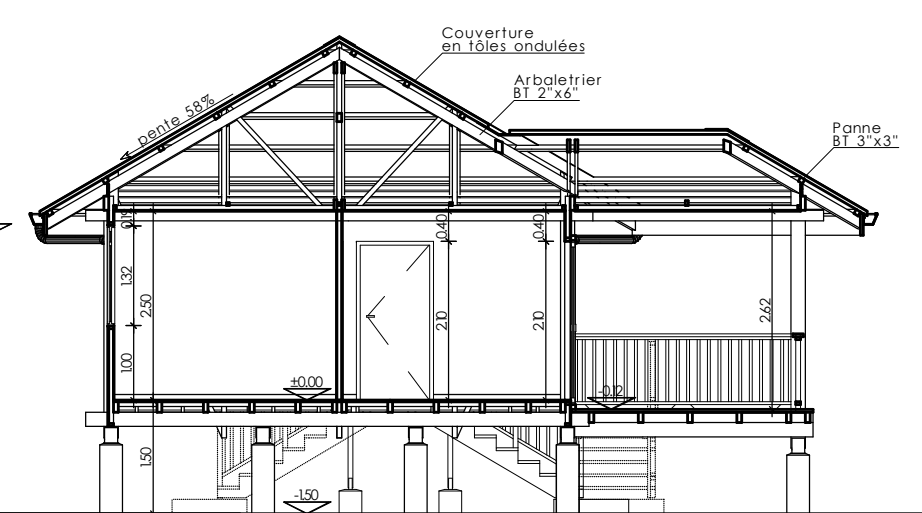 Couverture
en tôles ondulées
Arbaletrier
BT 2"x6"
pente 58%
Panne
BT 3"x3"
0.40
0.40
1.32
2.50
2.10
2.10
2.62
1.00
±0.00
-0.12
1.50
-1.50